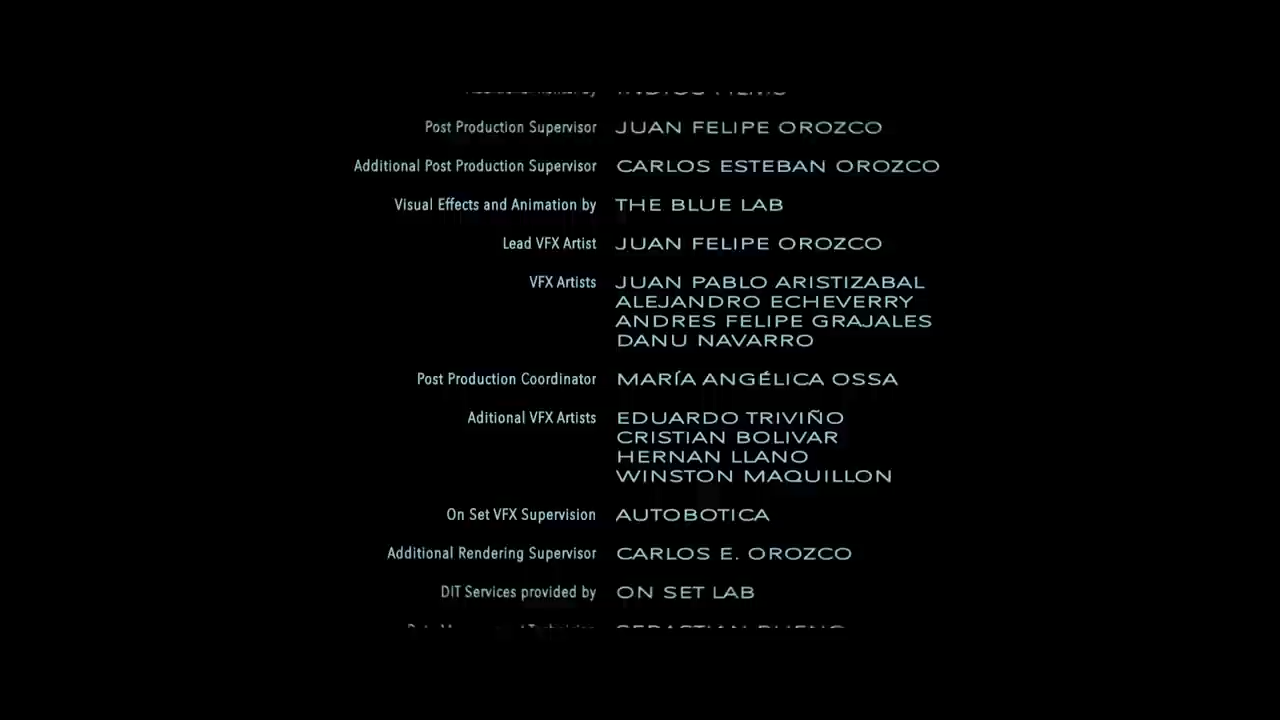 Post Production Supervisor JUAN FELIPE OROZCO
Additional Post Production Supervisor CARLOS ESTEBAN OROZCO
Visual Effects and Animation by THE BLUE LAB
Lead VFX Artist JUAN FELIPE OROZCO
VFX Artists JUAN PABLO ARISTIZABAL
ALEJANDRO ECHEVERRY
ANDRES FELIPE GRAJALES
DANU NAVARRO
Post Production Coordinator MARÍA ANGÉLICA OSSA
Aditional VFX Artists EDUARDO TRIVIÑO
CRISTIAN BOLIVAR
HERNAN LLANO
WINSTON MAQUILLON
On Set VFX Supervision AUTOBOTICA
Additional Rendering Supervisor CARLOS E. OROZCO
DIT Services provided by ON SET LAB